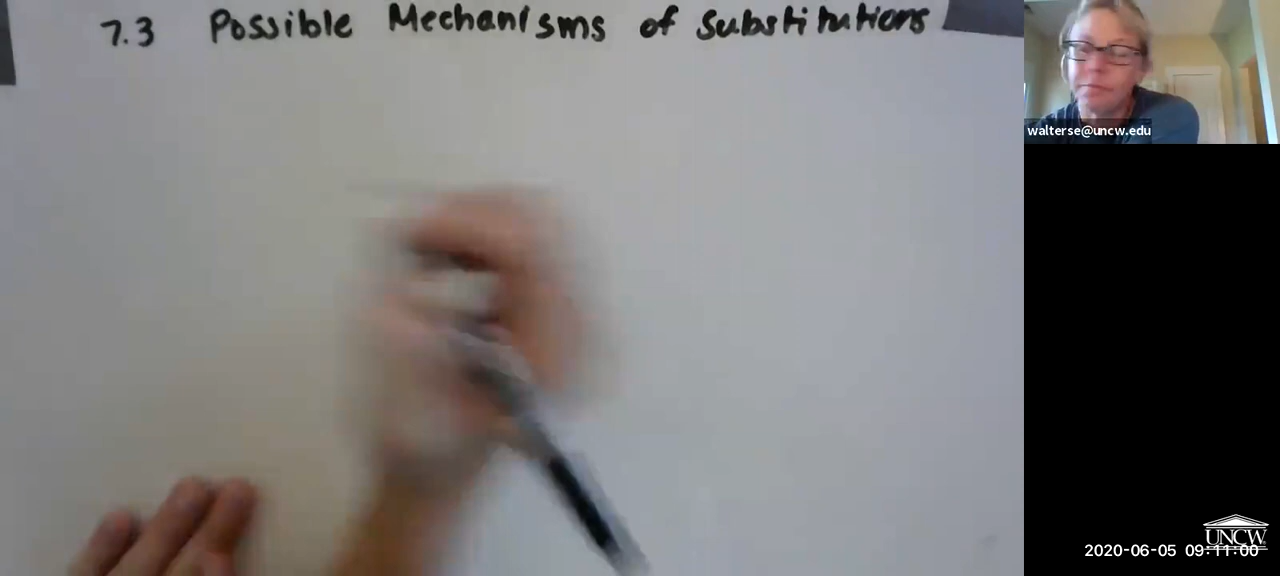 7.3 Possible Mechanisms of Substitutions
walterse@uncw.edu
UNCW
2020-06-05 09:11:00